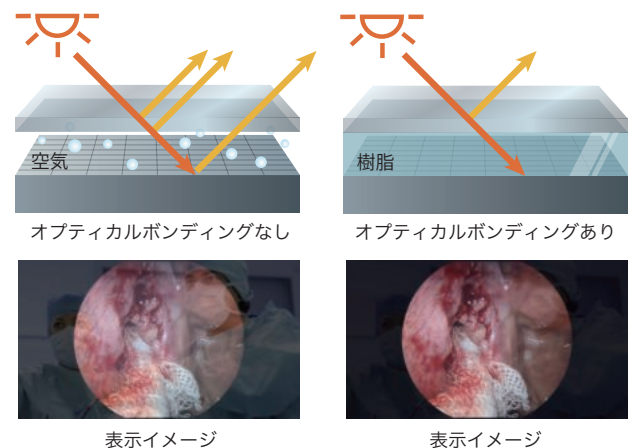 空気
樹脂
オプティカルボンディングなし
オプティカルボンディングあり
表示イメージ
表示イメージ